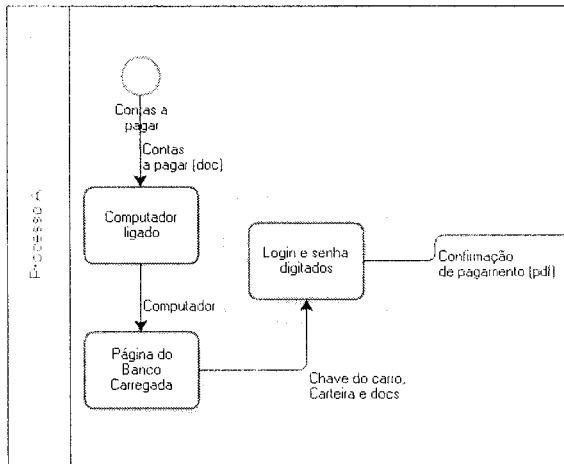 Processo A
Contas a
pagar
Contas
a pagar (doc)
Computador
ligado
Computador
Página do
Banco
Carregada
Chave do carro,
Carteira e docs
Login e senha
digitados
Confirmação
de pagamento (pdf)